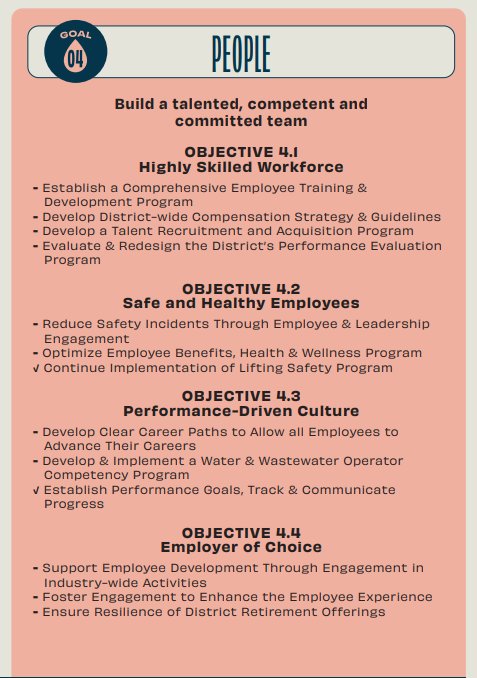 GOAL
04
PEOPLE
Build a talented, competent and
committed team
OBJECTIVE 4.1
Highly Skilled Workforce
- Establish a Comprehensive Employee Training &
Development Program
- Develop District-wide Compensation Strategy & Guidelines
- Develop a Talent Recruitment and Acquisition Program
- Evaluate & Redesign the District's Performance Evaluation
Program
OBJECTIVE 4.2
Safe and Healthy Employees
- Reduce Safety Incidents Through Employee & Leadership
Engagement
- Optimize Employee Benefits, Health & Wellness Program
√ Continue Implementation of Lifting Safety Program
OBJECTIVE 4.3
Performance-Driven Culture
- Develop Clear Career Paths to Allow all Employees to
Advance Their Careers
- Develop & Implement a Water & Wastewater Operator
Competency Program
√ Establish Performance Goals, Track & Communicate
Progress
OBJECTIVE 4.4
Employer of Choice
- Support Employee Development Through Engagement in
Industry-wide Activities
- Foster Engagement to Enhance the Employee Experience
- Ensure Resilience of District Retirement Offerings